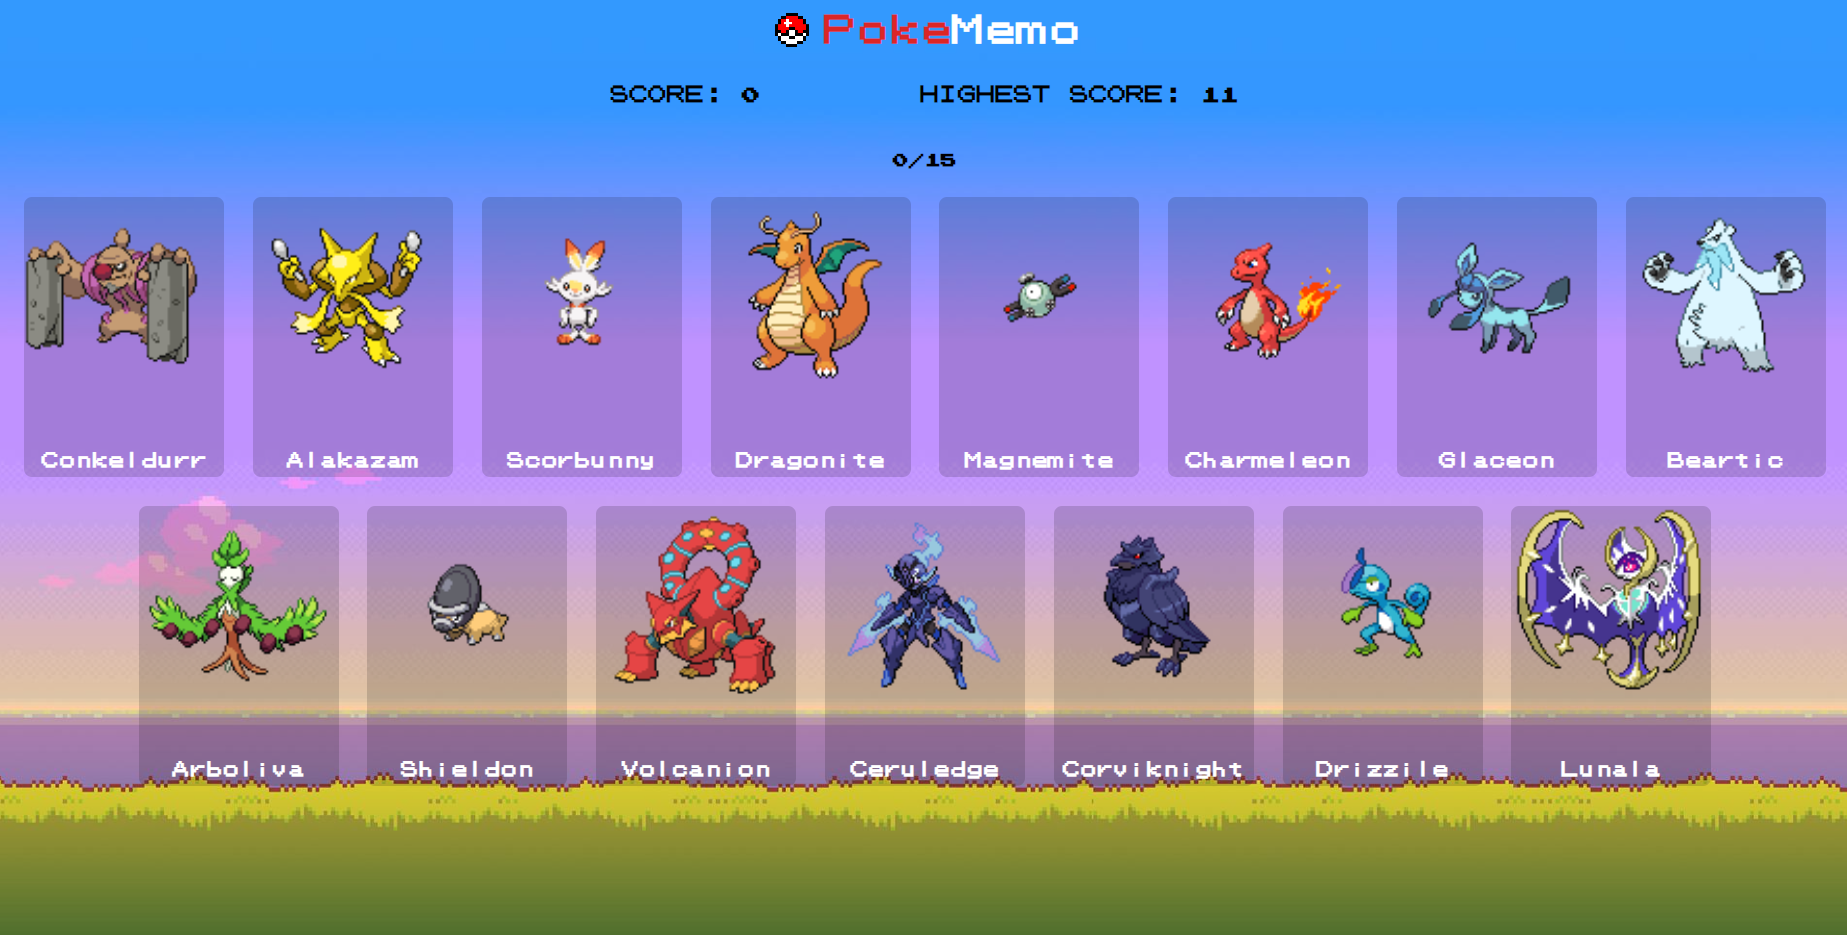 PokeMemo
SCORE: 0 HIGHEST SCORE: 11
0/15
Conkeldurr Alakazam Scorbunny Dragonite Magnemite Charmeleon Glaceon Beartic
Arboliva Shieldon Volcanion Ceruledge Corviknight Drizzile Lunala